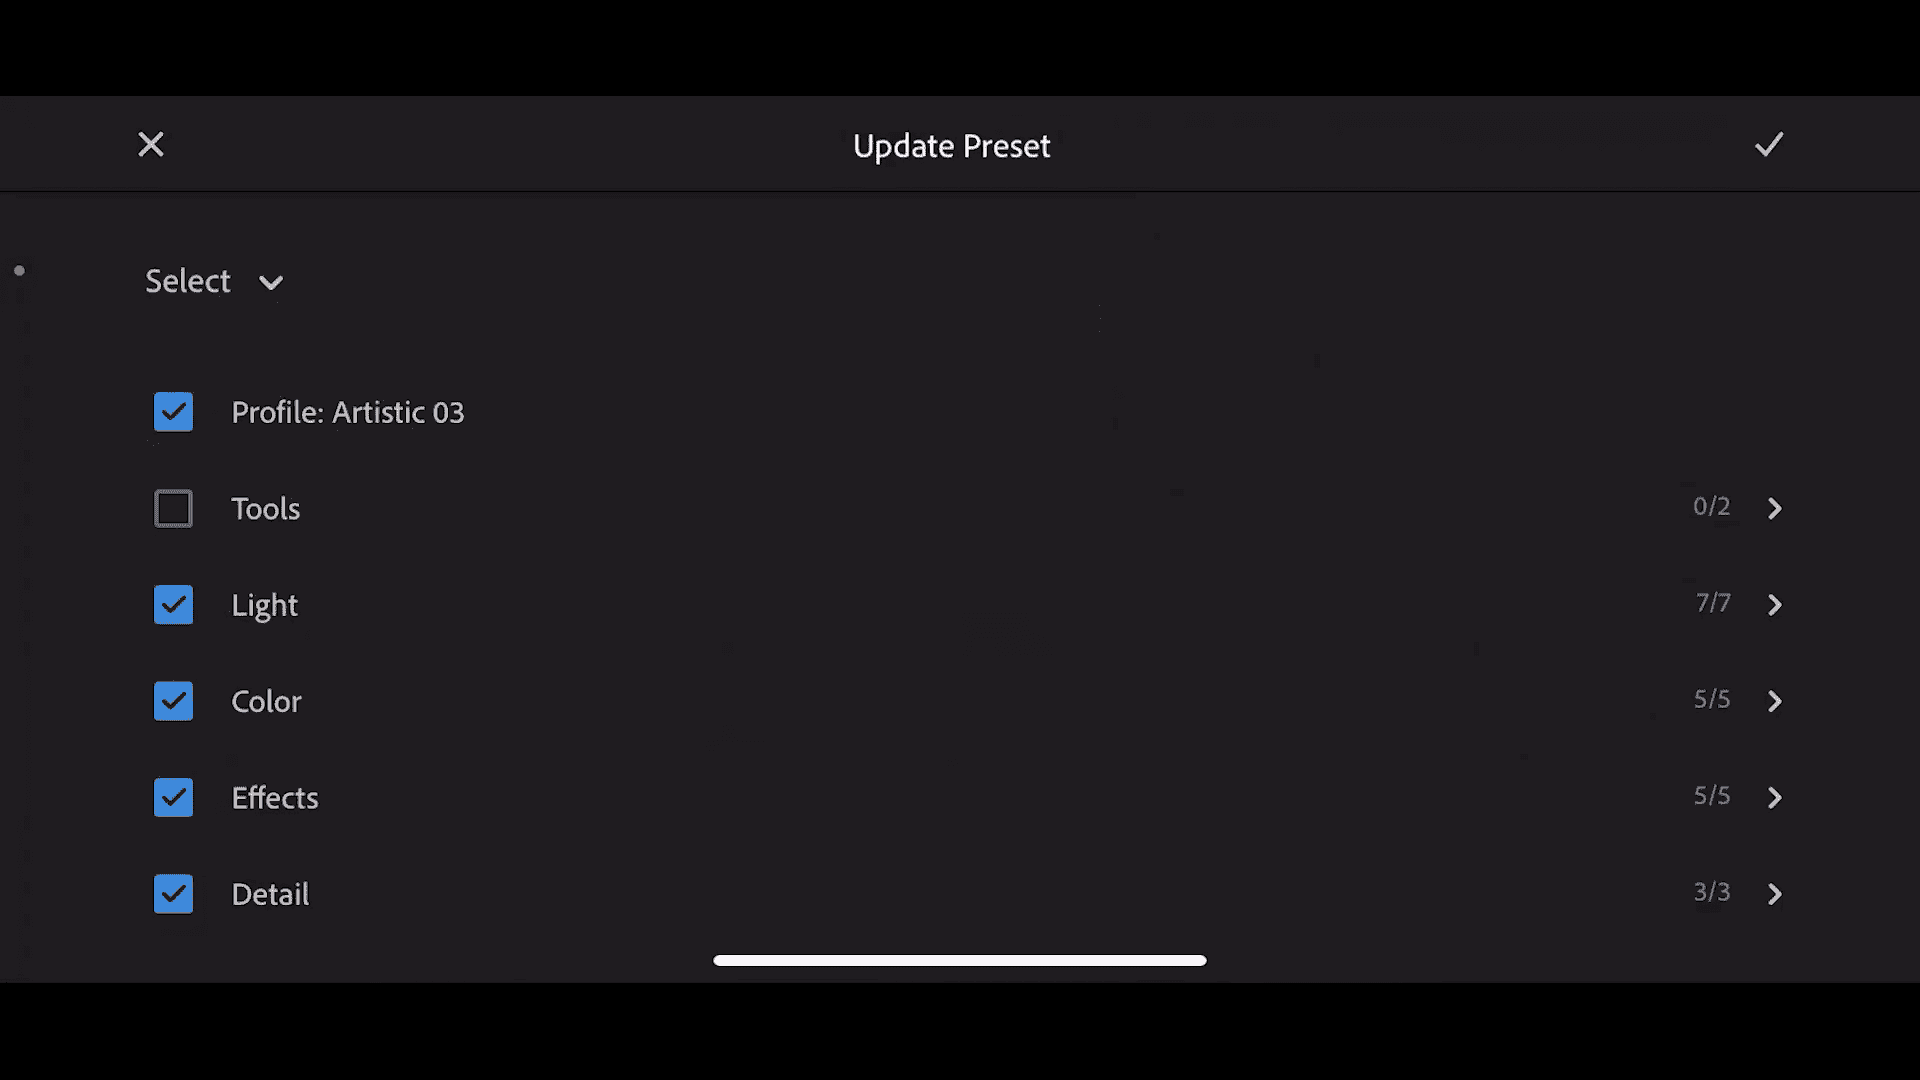 Update Preset
Select
Profile: Artistic 03
Tools 0/2
Light 7/7
Color 5/5
Effects 5/5
Detail 3/3